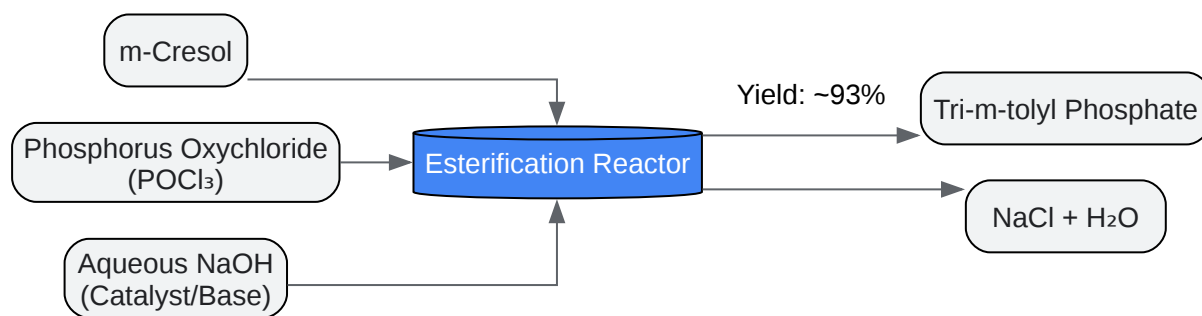 m-Cresol
Phosphorus Oxychloride
(POCl₃)
Aqueous NaOH
(Catalyst/Base)
Esterification Reactor
Yield: ~93%
Tri-m-tolyl Phosphate
NaCl + H₂O